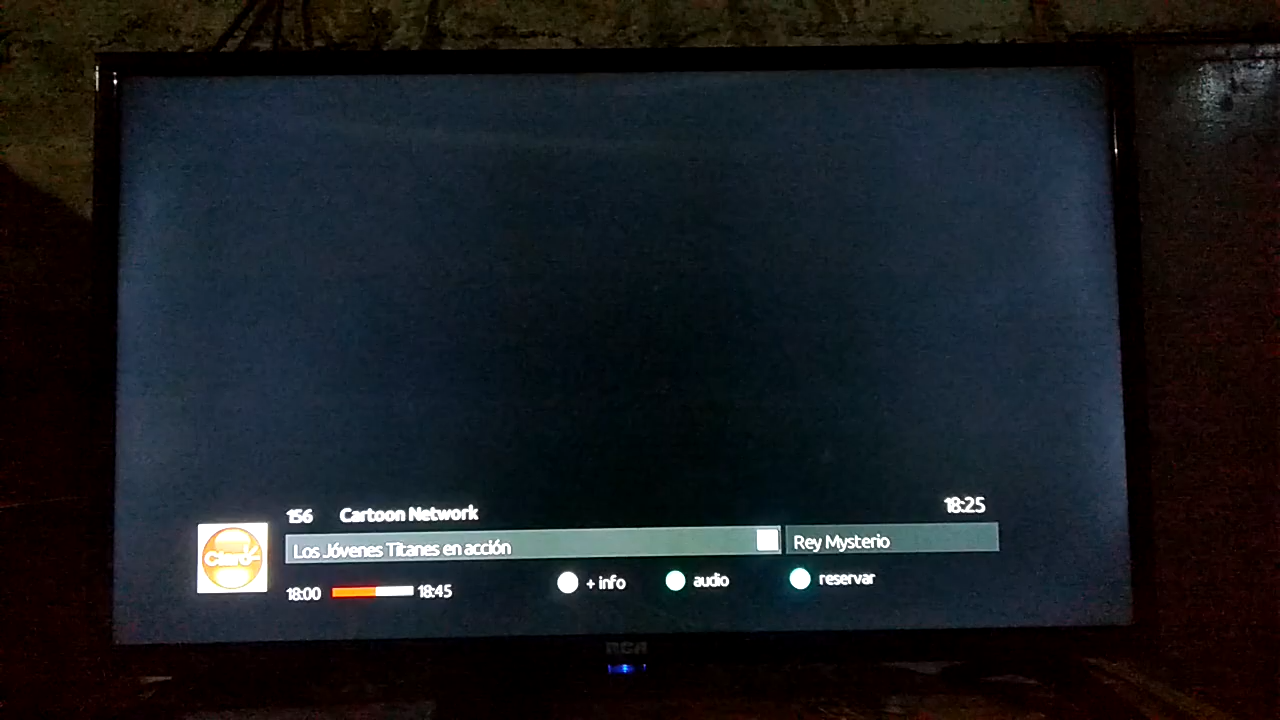 156 Cartoon Network 18:25
Claro
Los Jóvenes Titanes en acción Rey Mysterio
18:00 18:45 + info audio reservar
RCA